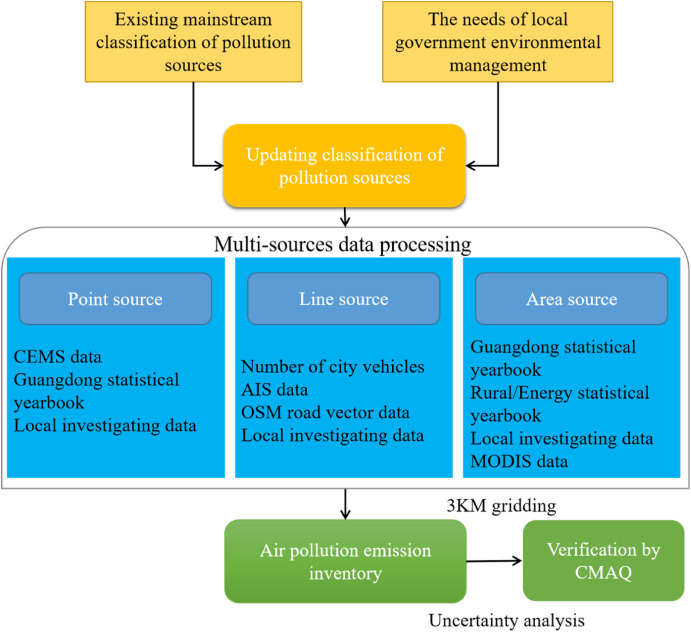 Existing mainstream
classification of pollution
sources
The needs of local
government environmental
management
Updating classification of
pollution sources
Multi-sources data processing
Point source
CEMS data
Guangdong statistical
yearbook
Local investigating data
Line source
Number of city vehicles
AIS data
OSM road vector data
Local investigating data
Area source
Guangdong statistical
yearbook
Rural/Energy statistical
yearbook
Local investigating data
MODIS data
3KM gridding
Air pollution emission
inventory
Verification by
CMAQ
Uncertainty analysis